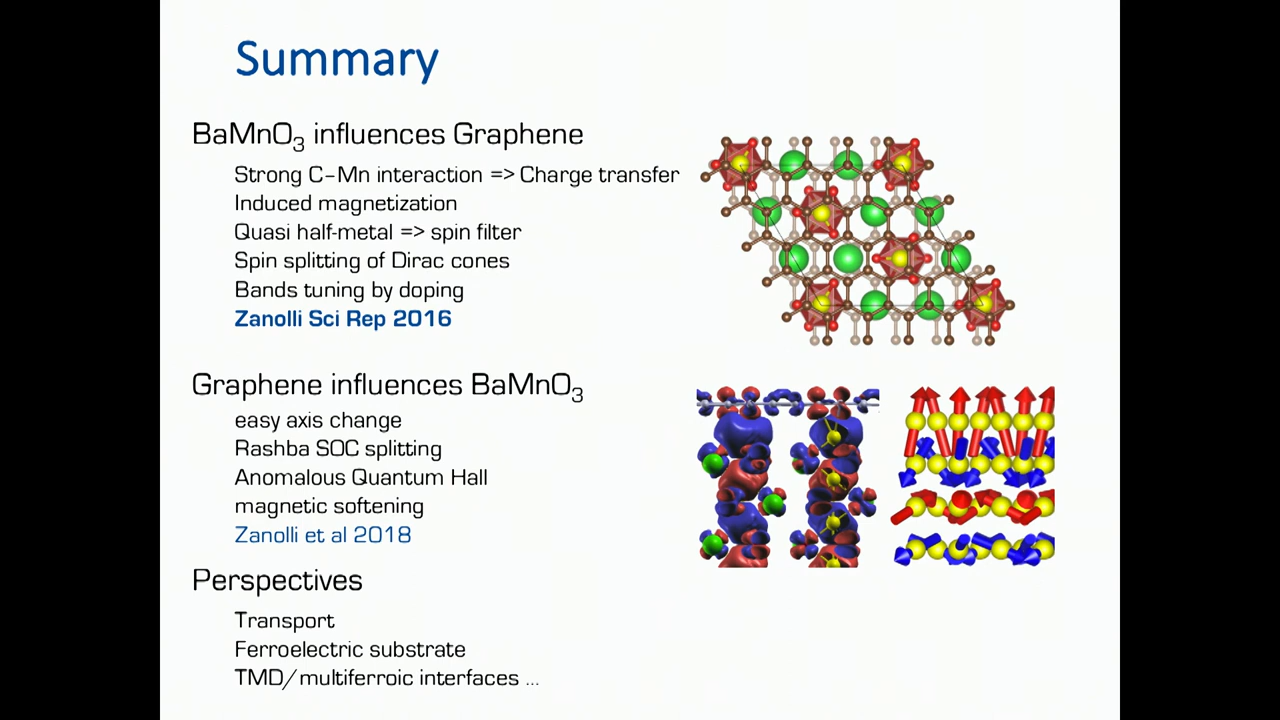 Summary
BaMnO₃ influences Graphene
Strong C-Mn interaction => Charge transfer
Induced magnetization
Quasi half-metal => spin filter
Spin splitting of Dirac cones
Bands tuning by doping
Zanolli Sci Rep 2016
Graphene influences BaMnO₃
easy axis change
Rashba SOC splitting
Anomalous Quantum Hall
magnetic softening
Zanolli et al 2018
Perspectives
Transport
Ferroelectric substrate
TMD/multiferroic interfaces ...